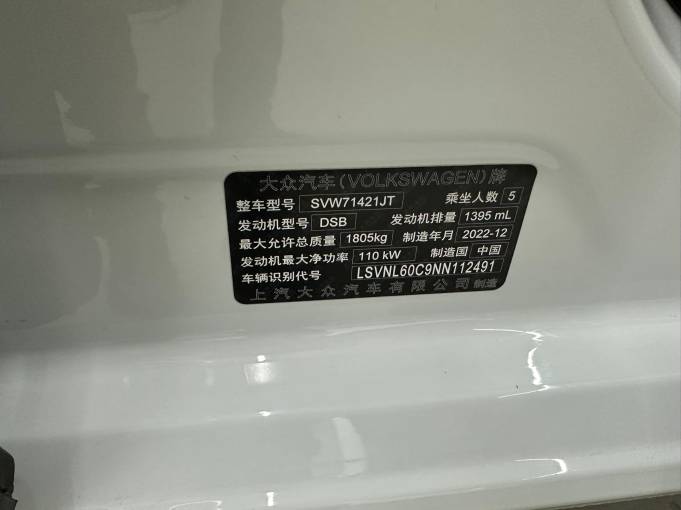 大众汽车(VOLKSWAGEN)牌
整车型号 SVW71421JT 乘坐人数 5
发动机型号 DSB 发动机排量 1395 mL
最大允许总质量 1805kg 制造年月 2022-12
发动机最大净功率 110 kW 制造国 中国
车辆识别代号 LSVNL60C9NN112491
上汽大众汽车有限公司 制造